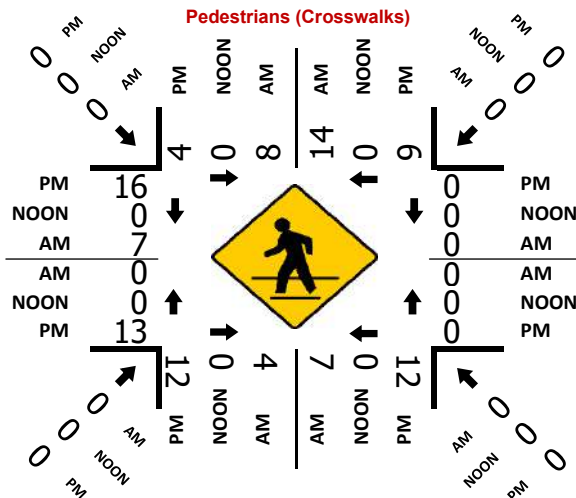 Pedestrians (Crosswalks)
0 PM
0 NOON
0 AM
PM NOON AM AM NOON PM
PM 0
NOON 0
AM 0
4 0 8 14 0 6
PM 16 0 PM
NOON 0 0 NOON
AM 7 0 AM
AM 0 0 AM
NOON 0 0 NOON
PM 13 0 PM
12 0 4 7 0 12
PM NOON AM AM NOON PM
0 AM
0 NOON
0 PM
AM 0
NOON 0
PM 0